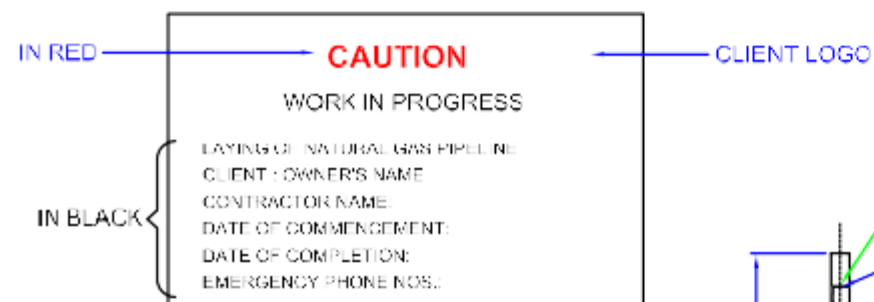 IN RED
CAUTION
CLIENT LOGO
WORK IN PROGRESS
LAYING OF NATURAL GAS PIPELINE
CLIENT : OWNER'S NAME
CONTRACTOR NAME:
IN BLACK
DATE OF COMMENCEMENT:
DATE OF COMPLETION:
EMERGENCY PHONE NOS.: